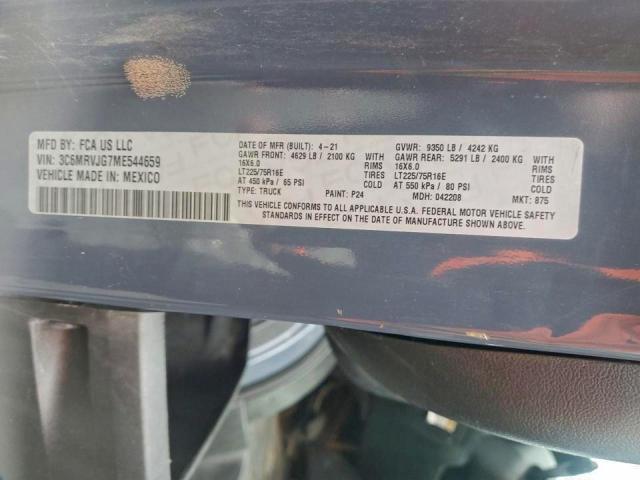 MFD BY: FCA US LLC
VIN: 3C6MRVJG7ME544659
VEHICLE MADE IN: MEXICO
DATE OF MFR (BUILT): 4-21 GVWR: 9350 LB / 4242 KG
GAWR FRONT: 4629 LB / 2100 KG WITH GAWR REAR: 5291 LB / 2400 KG WITH
16X6.0 RIMS 16X6.0 RIMS
LT225/75R16E TIRES LT225/75R16E TIRES
AT 450 kPa / 65 PSI COLD AT 550 kPa / 80 PSI COLD
TYPE: TRUCK PAINT: P24 MDH: 042208 MKT: 875
THIS VEHICLE CONFORMS TO ALL APPLICABLE U.S.A. FEDERAL MOTOR VEHICLE SAFETY
STANDARDS IN EFFECT ON THE DATE OF MANUFACTURE SHOWN ABOVE.